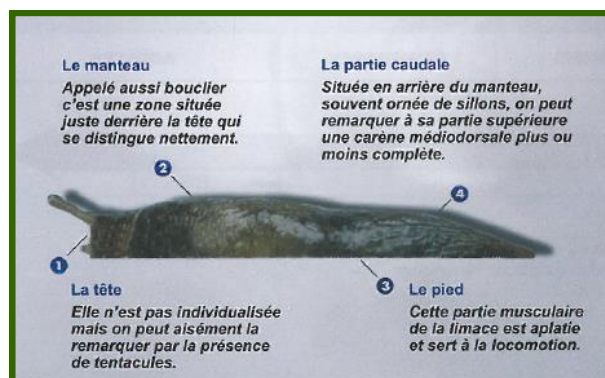 Le manteau
Appelé aussi bouclier
c'est une zone située
juste derrière la tête qui
se distingue nettement.
La partie caudale
Située en arrière du manteau,
souvent ornée de sillons, on peut
remarquer à sa partie supérieure
une carène médiodorsale plus ou
moins complète.
2
4
1
3
La tête
Elle n'est pas individualisée
mais on peut aisément la
remarquer par la présence
de tentacules.
Le pied
Cette partie musculaire
de la limace est aplatie
et sert à la locomotion.